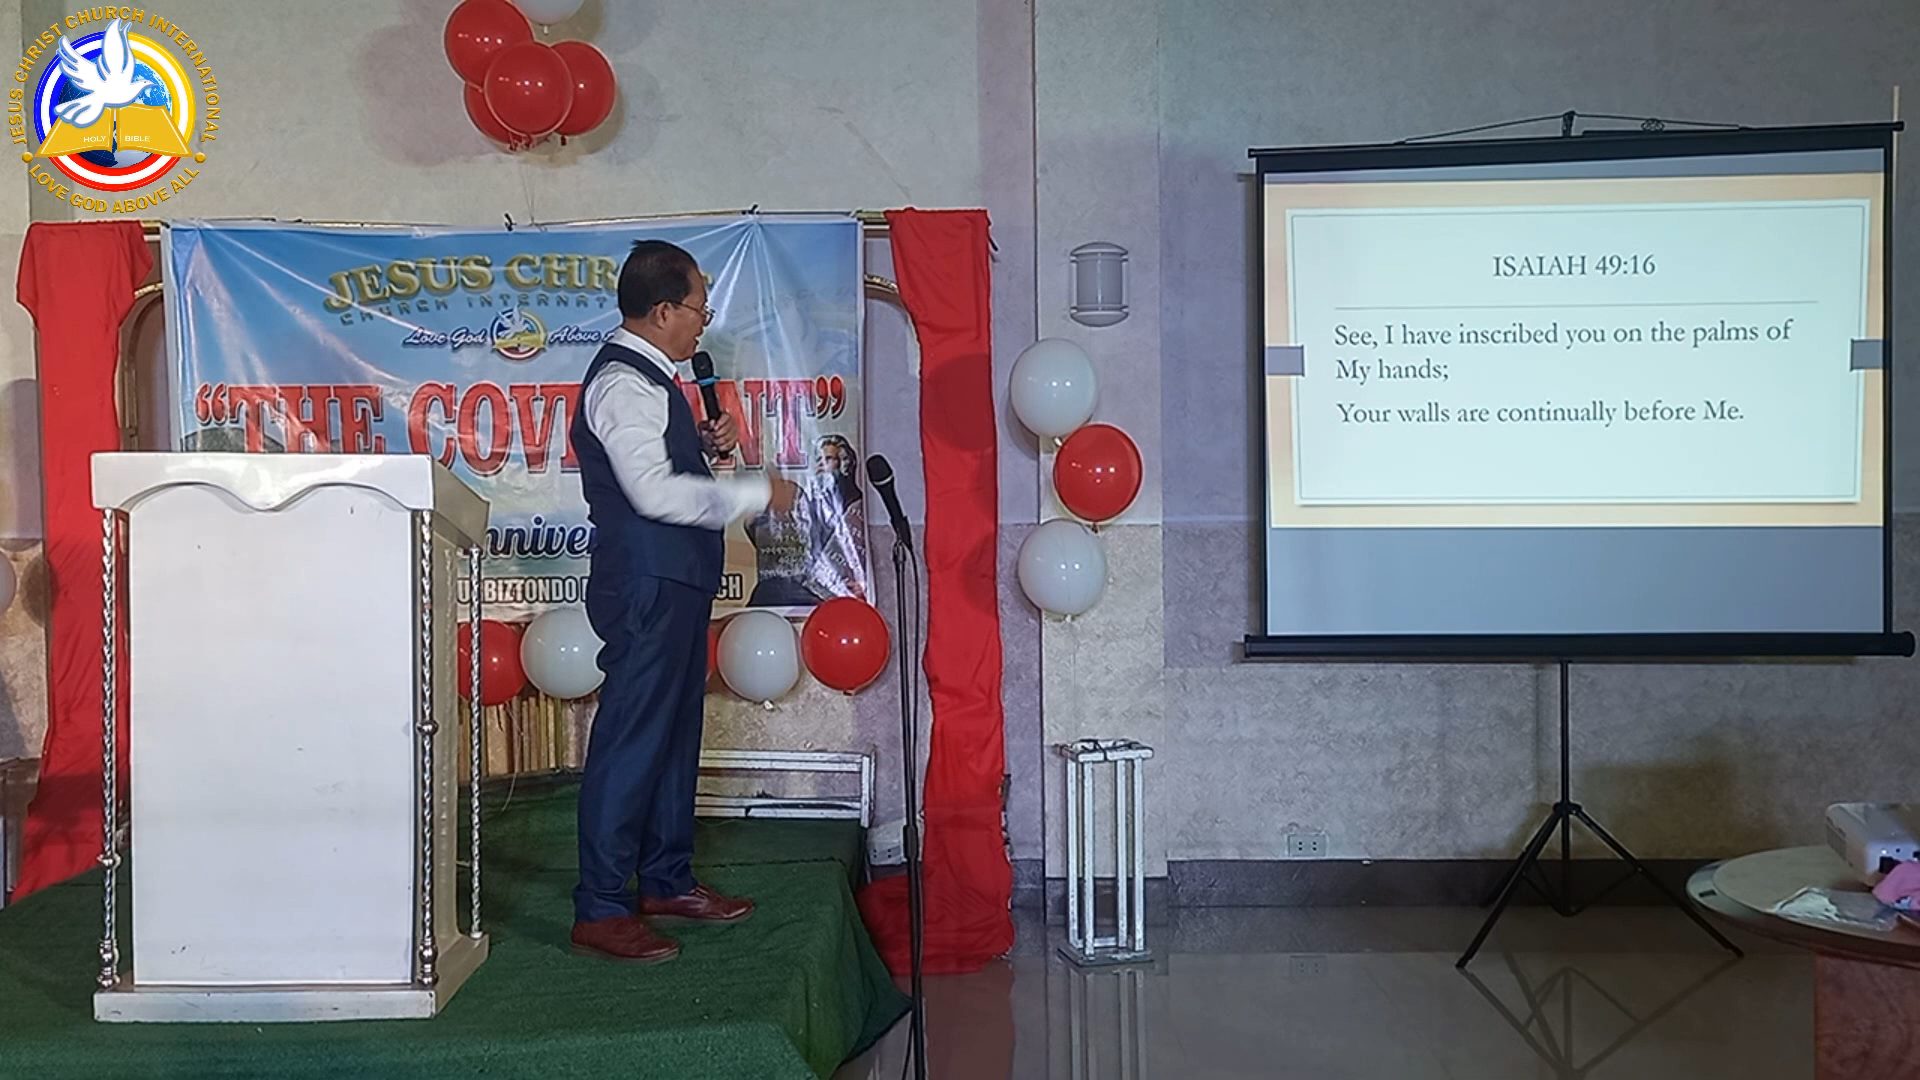 JESUS CHRIST CHURCH INTERNATIONAL
HOLY BIBLE
LOVE GOD ABOVE ALL
JESUS CHR
CHURCH INTERNAT
Love God Above
"THE COV NT"
nniver
BIZTONDO
CH
ISAIAH 49:16
See, I have inscribed you on the palms of
My hands;
Your walls are continually before Me.